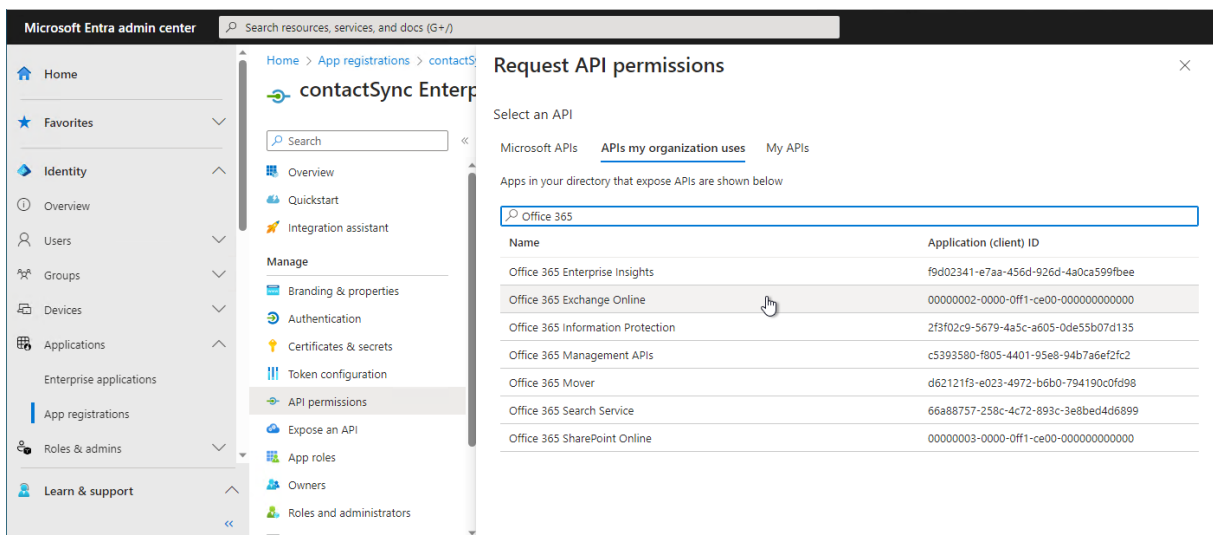 Microsoft Entra admin center
Search resources, services, and docs (G+/)
Home
Favorites
Identity
Overview
Users
Groups
Devices
Applications
Enterprise applications
App registrations
Roles & admins
Learn & support
Home > App registrations > contactSy
contactSync Enterp
Search
Overview
Quickstart
Integration assistant
Manage
Branding & properties
Authentication
Certificates & secrets
Token configuration
API permissions
Expose an API
App roles
Owners
Roles and administrators
Request API permissions
Select an API
Microsoft APIs APIs my organization uses My APIs
Apps in your directory that expose APIs are shown below
Office 365
Name Application (client) ID
Office 365 Enterprise Insights f9d02341-e7aa-456d-926d-4a0ca599fbee
Office 365 Exchange Online 00000002-0000-0ff1-ce00-000000000000
Office 365 Information Protection 2f3f02c9-5679-4a5c-a605-0de55b07d135
Office 365 Management APIs c5393580-f805-4401-95e8-94b7a6ef2fc2
Office 365 Mover d62121f3-e023-4972-b6b0-794190c0fd98
Office 365 Search Service 66a88757-258c-4c72-893c-3e8bed4d6899
Office 365 SharePoint Online 00000003-0000-0ff1-ce00-000000000000